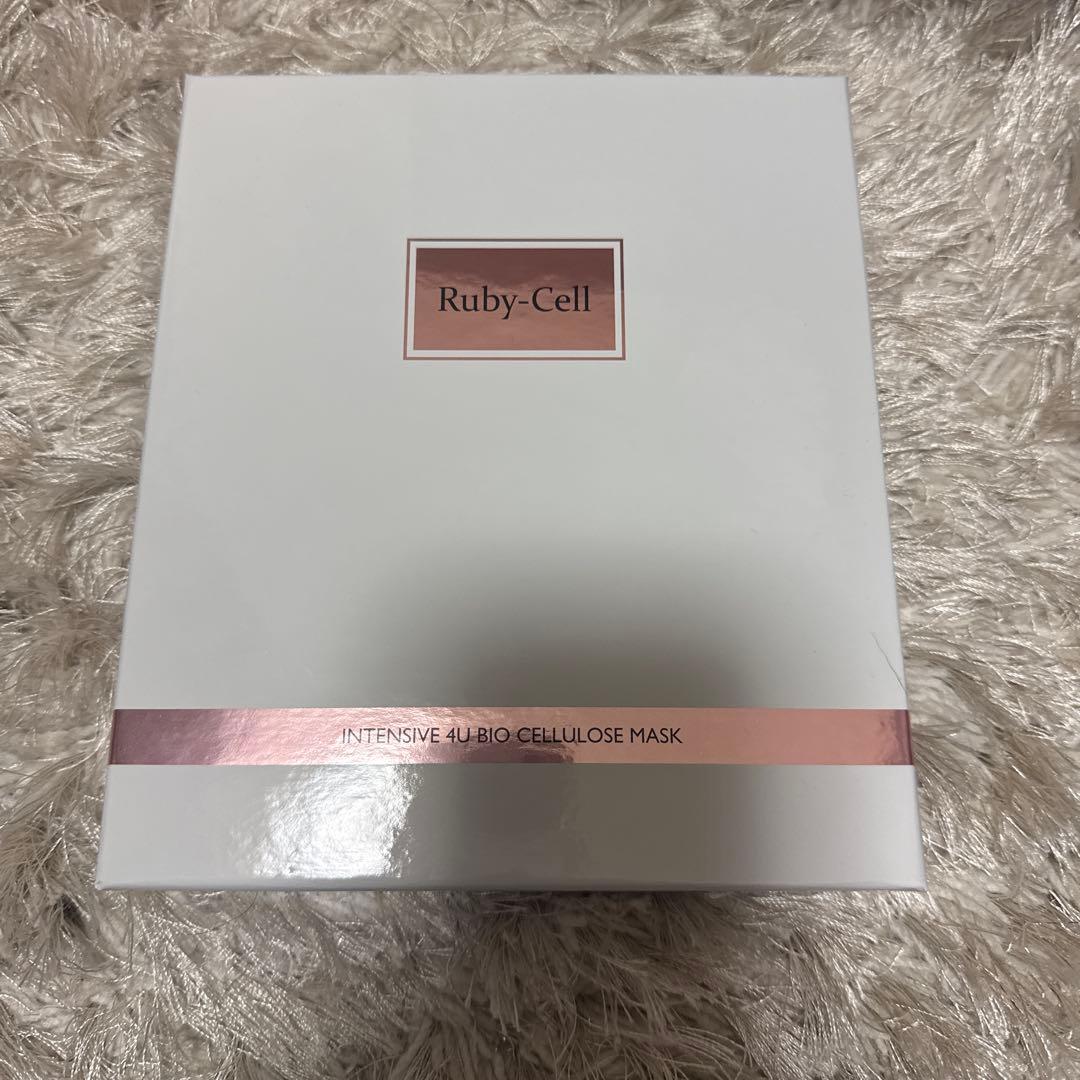 Ruby-Cell
INTENSIVE 4U BIO CELLULOSE MASK